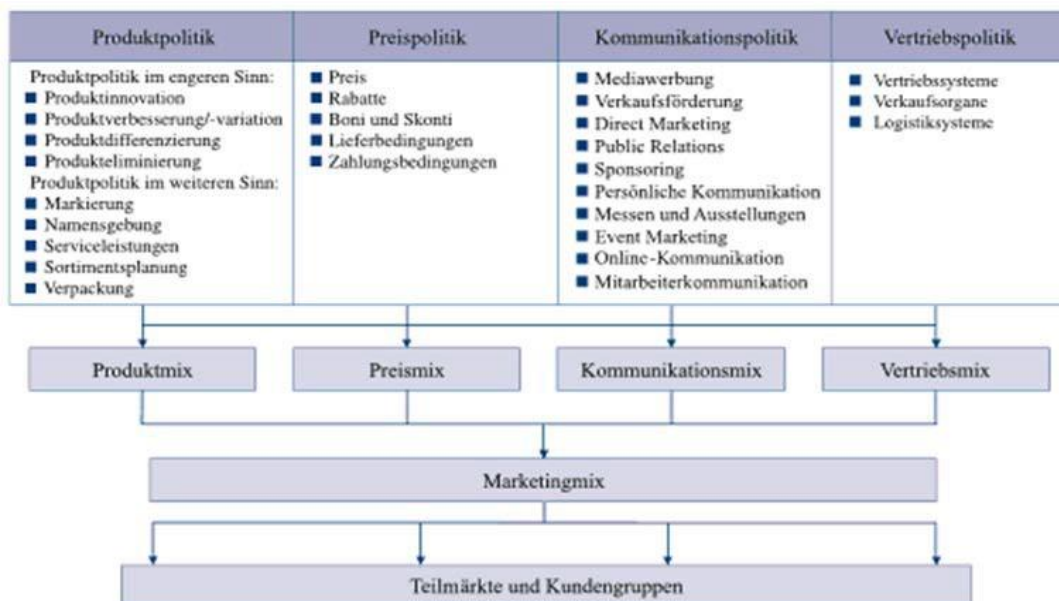 Produktpolitik
Produktpolitik im engeren Sinn:
Produktinnovation
Produktverbesserung/-variation
Produktdifferenzierung
Produkteliminierung
Produktpolitik im weiteren Sinn:
Markierung
Namensgebung
Serviceleistungen
Sortimentsplanung
Verpackung
Preispolitik
Preis
Rabatte
Boni und Skonti
Lieferbedingungen
Zahlungsbedingungen
Kommunikationspolitik
Mediawerbung
Verkaufsförderung
Direct Marketing
Public Relations
Sponsoring
Persönliche Kommunikation
Messen und Ausstellungen
Event Marketing
Online-Kommunikation
Mitarbeiterkommunikation
Vertriebspolitik
Vertriebssysteme
Verkaufsorgane
Logistiksysteme
Produktmix
Preismix
Kommunikationsmix
Vertriebsmix
Marketingmix
Teilmärkte und Kundengruppen